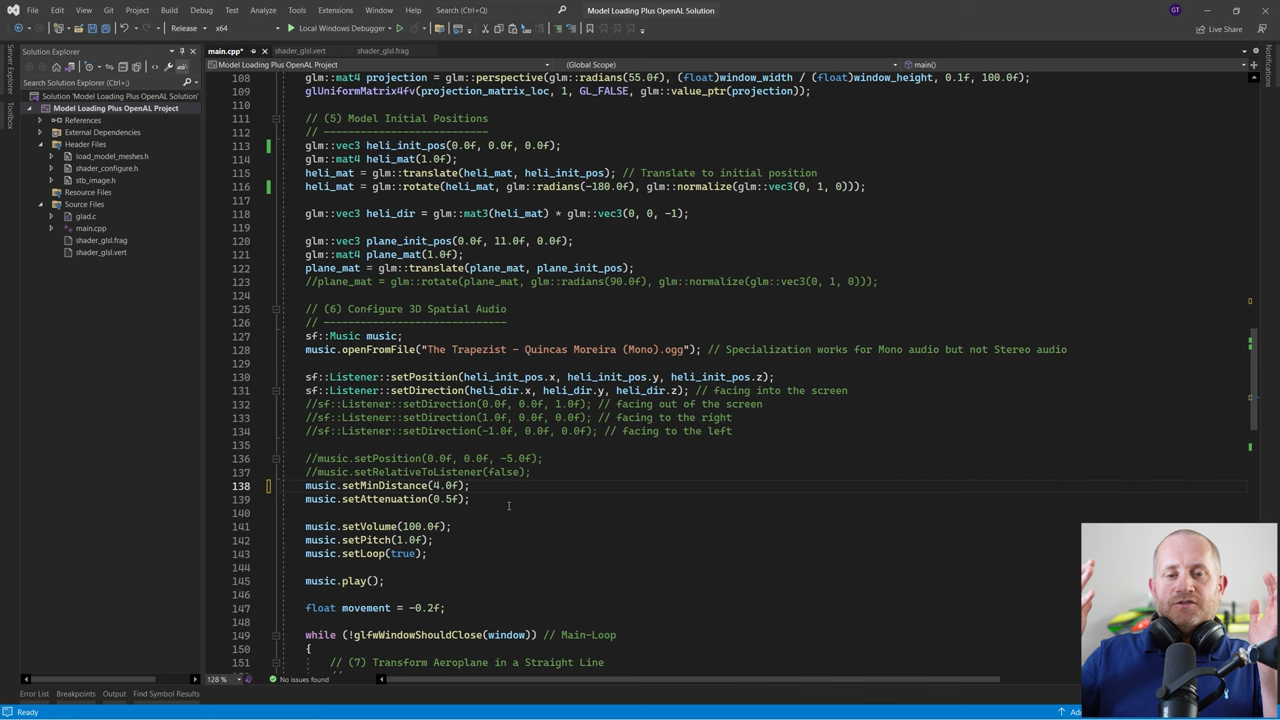 File Edit View Git Project Build Debug Test Analyze Tools Extensions Window Help Search (Ctrl+;) Model Loading Plus OpenAL Solution GT
Release x64 Local Windows Debugger Live Share
Server Explorer
Toolbox
Notifications
Solution Explorer
Search Solution Explorer (Ctrl+;)
Solution 'Model Loading Plus OpenAL Solution'
Model Loading Plus OpenAL Project
References
External Dependencies
Header Files
load_model_meshes.h
shader_configure.h
stb_image.h
Resource Files
Source Files
glad.c
main.cpp
shader_glsl.frag
shader_glsl.vert
main.cpp* shader_glsl.vert shader_glsl.frag
Model Loading Plus OpenAL Project (Global Scope) main()
108 glm::mat4 projection = glm::perspective(glm::radians(55.0f), (float)window_width / (float)window_height, 0.1f, 100.0f);
109 glUniformMatrix4fv(projection_matrix_loc, 1, GL_FALSE, glm::value_ptr(projection));
110
111 // (5) Model Initial Positions
112 // ---------------------------
113 glm::vec3 heli_init_pos(0.0f, 0.0f, 0.0f);
114 glm::mat4 heli_mat(1.0f);
115 heli_mat = glm::translate(heli_mat, heli_init_pos); // Translate to initial position
116 heli_mat = glm::rotate(heli_mat, glm::radians(-180.0f), glm::normalize(glm::vec3(0, 1, 0)));
117
118 glm::vec3 heli_dir = glm::mat3(heli_mat) * glm::vec3(0, 0, -1);
119
120 glm::vec3 plane_init_pos(0.0f, 11.0f, 0.0f);
121 glm::mat4 plane_mat(1.0f);
122 plane_mat = glm::translate(plane_mat, plane_init_pos);
123 //plane_mat = glm::rotate(plane_mat, glm::radians(90.0f), glm::normalize(glm::vec3(0, 1, 0)));
124
125 // (6) Configure 3D Spatial Audio
126 // ------------------------------
127 sf::Music music;
128 music.openFromFile("The Trapezist - Quincas Moreira (Mono).ogg"); // Specialization works for Mono audio but not Stereo audio
129
130 sf::Listener::setPosition(heli_init_pos.x, heli_init_pos.y, heli_init_pos.z);
131 sf::Listener::setDirection(heli_dir.x, heli_dir.y, heli_dir.z); // facing into the screen
132 //sf::Listener::setDirection(0.0f, 0.0f, 1.0f); // facing out of the screen
133 //sf::Listener::setDirection(1.0f, 0.0f, 0.0f); // facing to the right
134 //sf::Listener::setDirection(-1.0f, 0.0f, 0.0f); // facing to the left
135
136 //music.setPosition(0.0f, 0.0f, -5.0f);
137 //music.setRelativeToListener(false);
138 music.setMinDistance(4.0f);
139 music.setAttenuation(0.5f);
140
141 music.setVolume(100.0f);
142 music.setPitch(1.0f);
143 music.setLoop(true);
144
145 music.play();
146
147 float movement = -0.2f;
148
149 while (!glfwWindowShouldClose(window)) // Main-Loop
150 {
151 // (7) Transform Aeroplane in a Straight Line
128 % No issues found
Error List Breakpoints Output Find Symbol Results
Ready